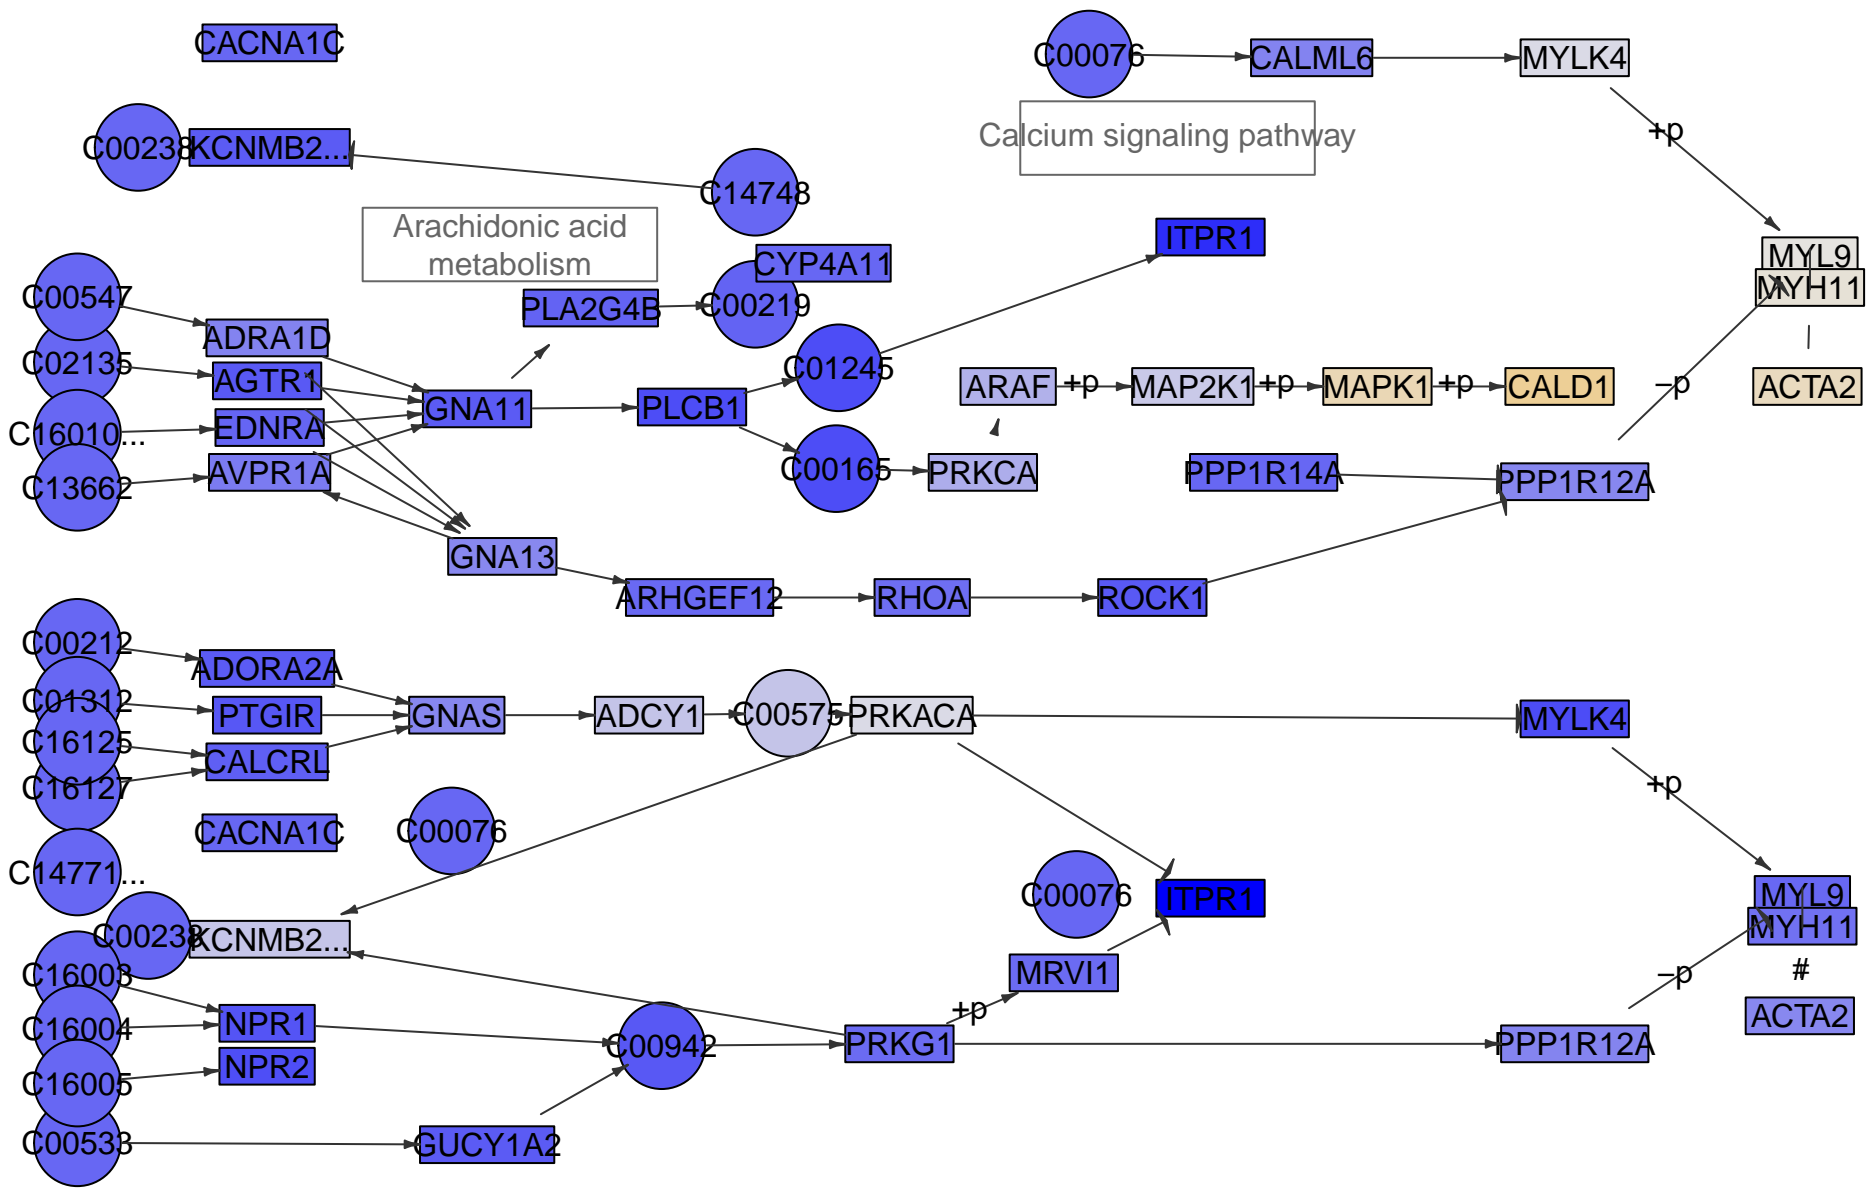 CACNA1C
C00076
CALML6
MYLK4
+p
C00238
KCNMB2...
Calcium signaling pathway
C14748
Arachidonic acid
metabolism
ITPR1
CYP4A11
MYL9
MYH11
C00547
PLA2G4B
C00219
ADRA1D
C02135
AGTR1
C01245
ARAF
+p
MAP2K1
+p
MAPK1
+p
CALD1
–p
ACTA2
GNA11
PLCB1
C16010...
EDNRA
C00165
PRKCA
AVPR1A
C13662
PPP1R14A
PPP1R12A
GNA13
ARHGEF12
RHOA
ROCK1
C00212
ADORA2A
C01312
PTGIR
GNAS
ADCY1
C00575
PRKACA
MYLK4
C16125
CALCRL
C16127
+p
CACNA1C
C00076
C14771...
C00076
ITPR1
MYL9
MYH11
C00238
KCNMB2...
C16003
MRVI1
–p
#
+p
C16004
NPR1
ACTA2
C00942
PRKG1
PPP1R12A
NPR2
C16005
C00533
GUCY1A2